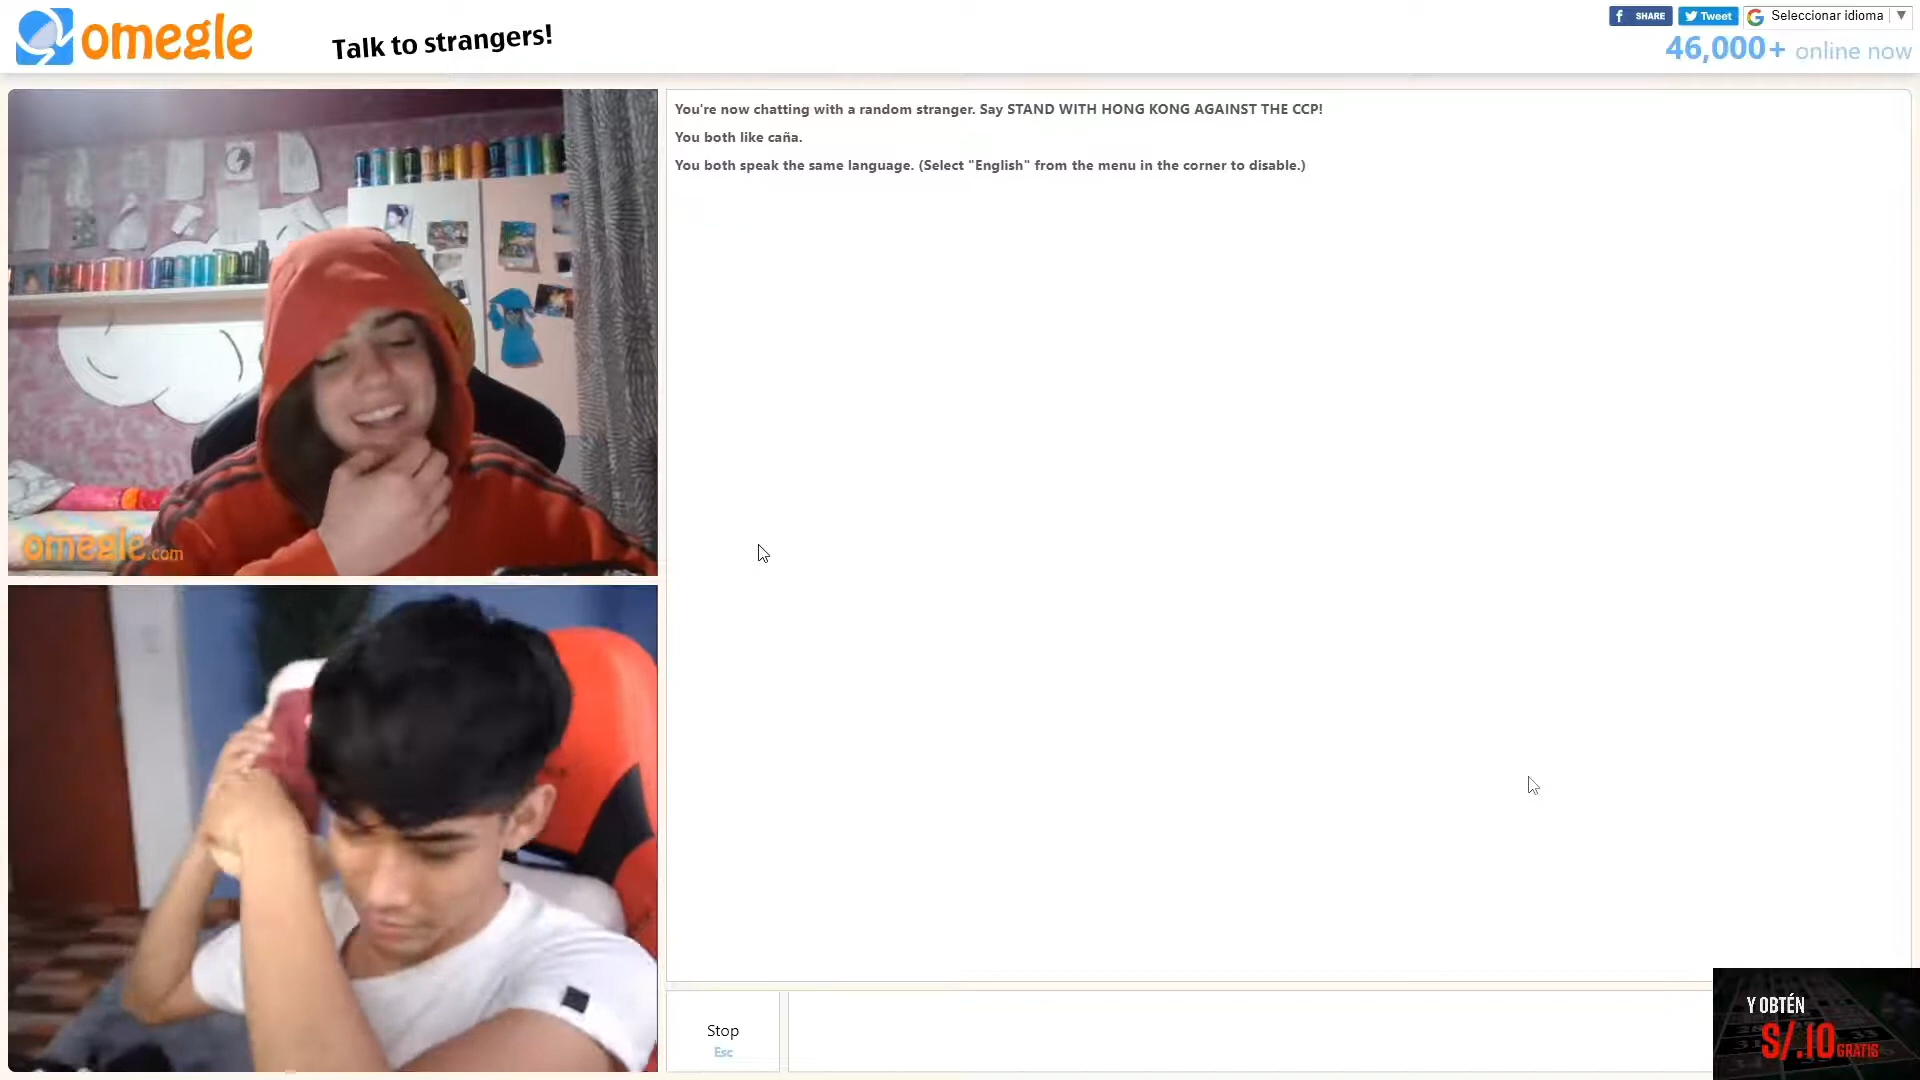 omegle
Talk to strangers!
SHARE
Tweet
Seleccionar idioma
46,000+ online now
You're now chatting with a random stranger. Say STAND WITH HONG KONG AGAINST THE CCP!
You both like caña.
You both speak the same language. (Select "English" from the menu in the corner to disable.)
omegle.com
Stop
Esc
Y OBTÉN
S/.10 GRATIS